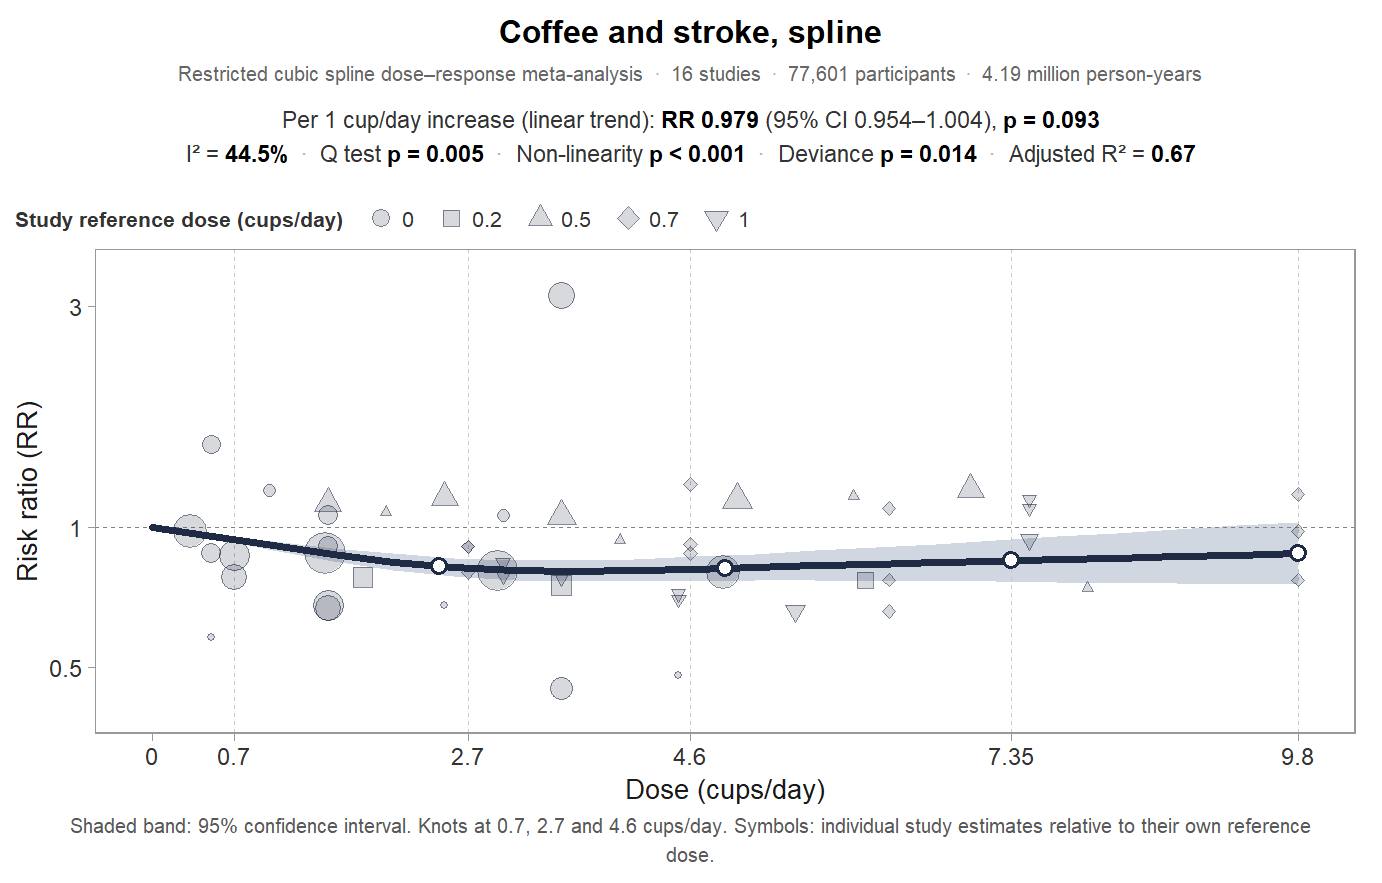 Coffee and stroke, spline
Restricted cubic spline dose–response meta-analysis · 16 studies · 77,601 participants · 4.19 million person-years
Per 1 cup/day increase (linear trend): RR 0.979 (95% CI 0.954–1.004), p = 0.093
I² = 44.5% · Q test p = 0.005 · Non-linearity p < 0.001 · Deviance p = 0.014 · Adjusted R² = 0.67
Study reference dose (cups/day) 0 0.2 0.5 0.7 1
Risk ratio (RR)
3
1
0.5
0 0.7 2.7 4.6 7.35 9.8
Dose (cups/day)
Shaded band: 95% confidence interval. Knots at 0.7, 2.7 and 4.6 cups/day. Symbols: individual study estimates relative to their own reference
dose.